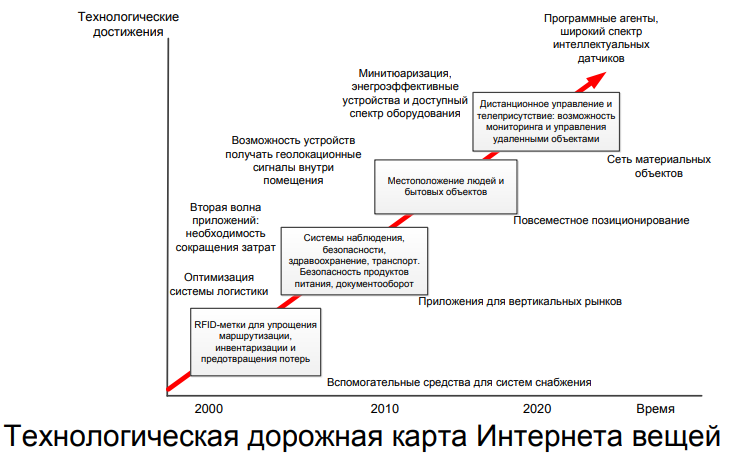 Технологические
достижения
Программные агенты,
широкий спектр
интеллектуальных
датчиков
Минитюаризация,
энегроэффективные
устройства и доступный
спектр оборудования
Дистанционное управление и
телеприсутствие: возможность
мониторинга и управления
удаленными объектами
Сеть материальных
объектов
Возможность устройств
получать геолокационные
сигналы внутри
помещения
Местоположение людей и
бытовых объектов
Повсеместное позиционирование
Вторая волна
приложений:
необходимость
сокращения затрат
Системы наблюдения,
безопасности,
здравоохранение, транспорт.
Безопасность продуктов
питания, документооборот
Приложения для вертикальных рынков
Оптимизация
системы логистики
RFID-метки для упрощения
маршрутизации,
инвентаризации и
предотвращения потерь
Вспомогательные средства для систем снабжения
2000 2010 2020 Время
Технологическая дорожная карта Интернета вещей